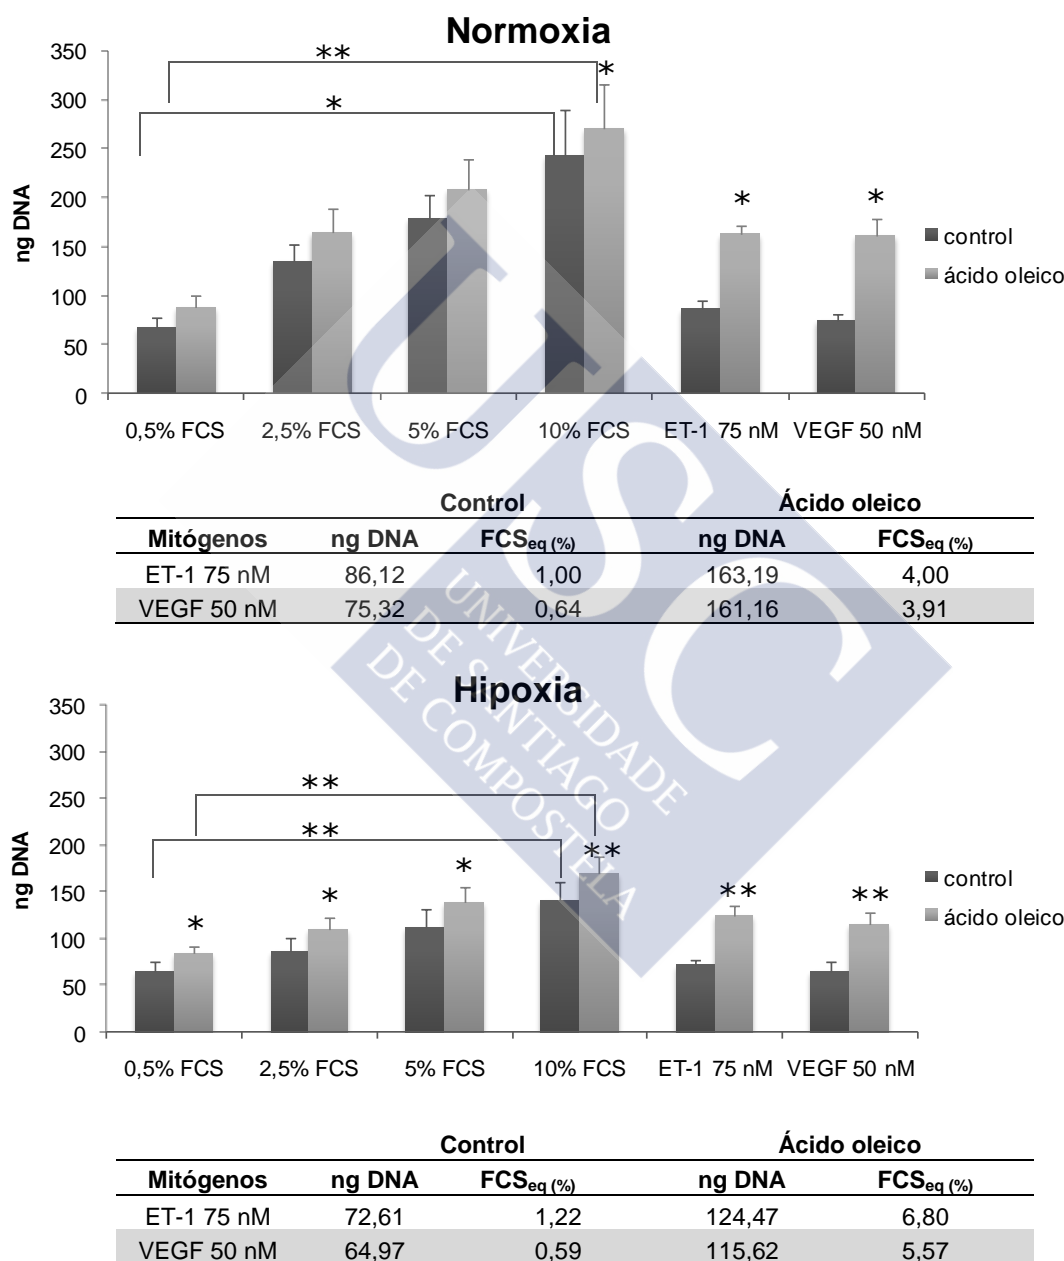 Normoxia
350
300
250
200
150
100
50
0
ng DNA
**
*
*
*
*
control
ácido oleico
0,5% FCS 2,5% FCS 5% FCS 10% FCS ET-1 75 nM VEGF 50 nM
Control Ácido oleico
Mitógenos ng DNA FCSeq (%) ng DNA FCSeq (%)
ET-1 75 nM 86,12 1,00 163,19 4,00
VEGF 50 nM 75,32 0,64 161,16 3,91
Hipoxia
350
300
250
200
150
100
50
0
ng DNA
**
**
**
*
*
*
**
**
control
ácido oleico
0,5% FCS 2,5% FCS 5% FCS 10% FCS ET-1 75 nM VEGF 50 nM
Control Ácido oleico
Mitógenos ng DNA FCSeq (%) ng DNA FCSeq (%)
ET-1 75 nM 72,61 1,22 124,47 6,80
VEGF 50 nM 64,97 0,59 115,62 5,57
USC
UNIVERSIDADE
DE SANTIAGO
DE COMPOSTELA